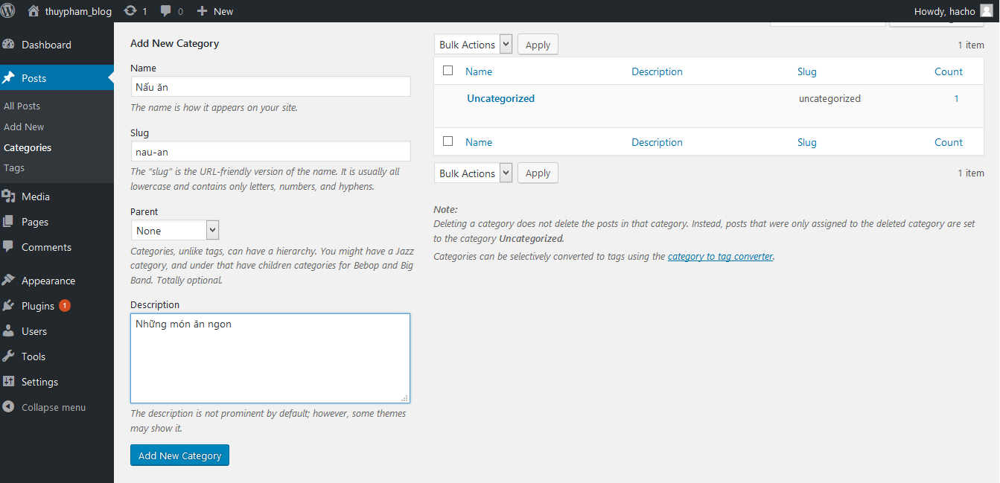 thuypham_blog 1 0 New Howdy, hacho
Dashboard
Posts
All Posts
Add New
Categories
Tags
Media
Pages
Comments
Appearance
Plugins 1
Users
Tools
Settings
Collapse menu
Add New Category
Name
Nấu ăn
The name is how it appears on your site.
Slug
nau-an
The "slug" is the URL-friendly version of the name. It is usually all
lowercase and contains only letters, numbers, and hyphens.
Parent
None
Categories, unlike tags, can have a hierarchy. You might have a Jazz
category, and under that have children categories for Bebop and Big
Band. Totally optional.
Description
Những món ăn ngon
The description is not prominent by default; however, some themes
may show it.
Add New Category
Bulk Actions Apply 1 item
Name Description Slug Count
Uncategorized uncategorized 1
Name Description Slug Count
Bulk Actions Apply 1 item
Note:
Deleting a category does not delete the posts in that category. Instead, posts that were only assigned to the deleted category are set
to the category Uncategorized.
Categories can be selectively converted to tags using the category to tag converter.